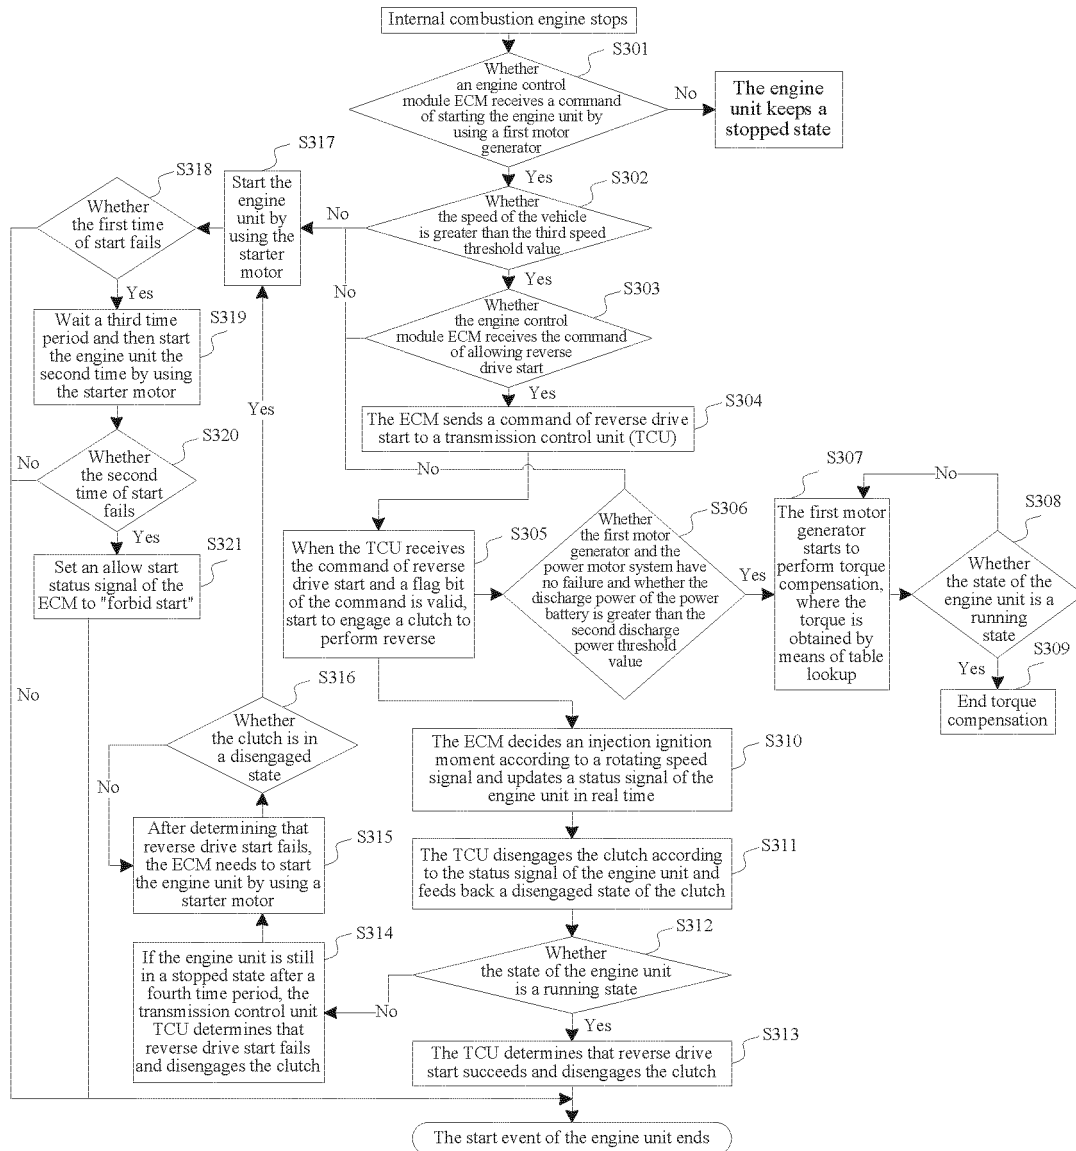 Internal combustion engine stops
S301
Whether
an engine control
module ECM receives a command
of starting the engine unit by
using a first motor
generator
No
The engine
unit keeps a
stopped state
Yes
S302
Whether
the speed of the vehicle
is greater than the third speed
threshold value
No
Yes
S303
Whether
the engine control
module ECM receives the command
of allowing reverse
drive start
No
Yes
S304
The ECM sends a command of reverse drive
start to a transmission control unit (TCU)
S317
Start the
engine
unit by
using the
starter
motor
S318
Whether
the first time
of start fails
Yes
S319
Wait a third time
period and then start
the engine unit the
second time by using
the starter motor
S320
Whether
the second
time of start
fails
No
Yes
S321
Set an allow start
status signal of the
ECM to "forbid start"
No
Yes
S305
When the TCU receives
the command of reverse
drive start and a flag bit
of the command is valid,
start to engage a clutch to
perform reverse
No
S306
Whether
the first motor
generator and the
power motor system have
no failure and whether the
discharge power of the power
battery is greater than the
second discharge
power threshold
value
Yes
S307
The first motor
generator
starts to
perform torque
compensation,
where the
torque is
obtained by
means of table
lookup
No
S308
Whether
the state of the
engine unit is a
running
state
Yes
S309
End torque
compensation
S310
The ECM decides an injection ignition
moment according to a rotating speed
signal and updates a status signal of the
engine unit in real time
S311
The TCU disengages the clutch according
to the status signal of the engine unit and
feeds back a disengaged state of the clutch
S312
Whether
the state of the engine unit
is a running state
No
Yes
S313
The TCU determines that reverse drive
start succeeds and disengages the clutch
S314
If the engine unit is still
in a stopped state after a
fourth time period, the
transmission control unit
TCU determines that
reverse drive start fails
and disengages the clutch
S315
After determining that
reverse drive start fails,
the ECM needs to start
the engine unit by using a
starter motor
S316
Whether
the clutch is in
a disengaged
state
No
The start event of the engine unit ends